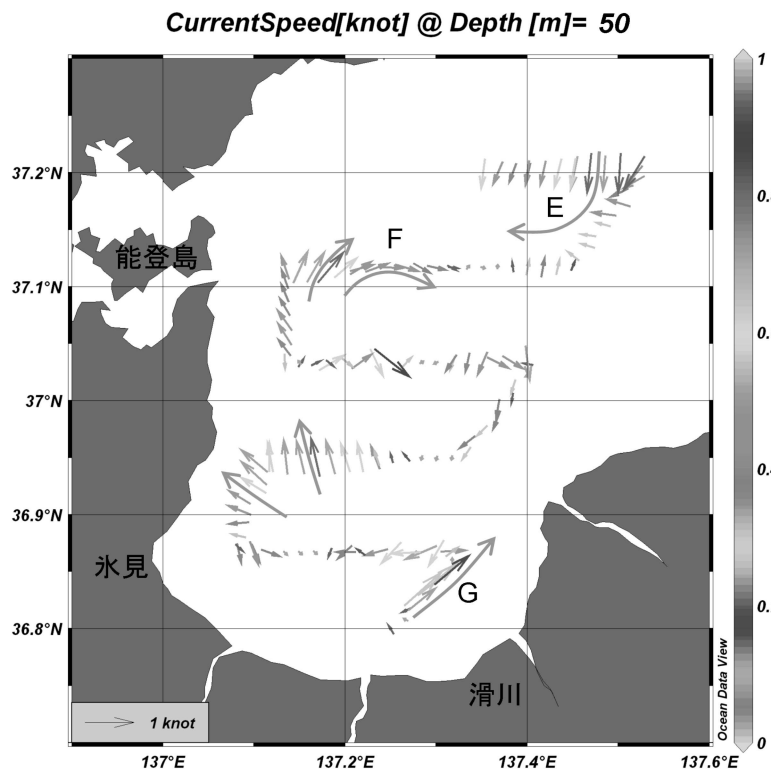 CurrentSpeed[knot] @ Depth [m]= 50
1
37.2°N
E
能登島
F
37.1°N
37°N
36.9°N
氷見
G
36.8°N
滑川
Ocean Data View
1 knot
0
137°E
137.2°E
137.4°E
137.6°E